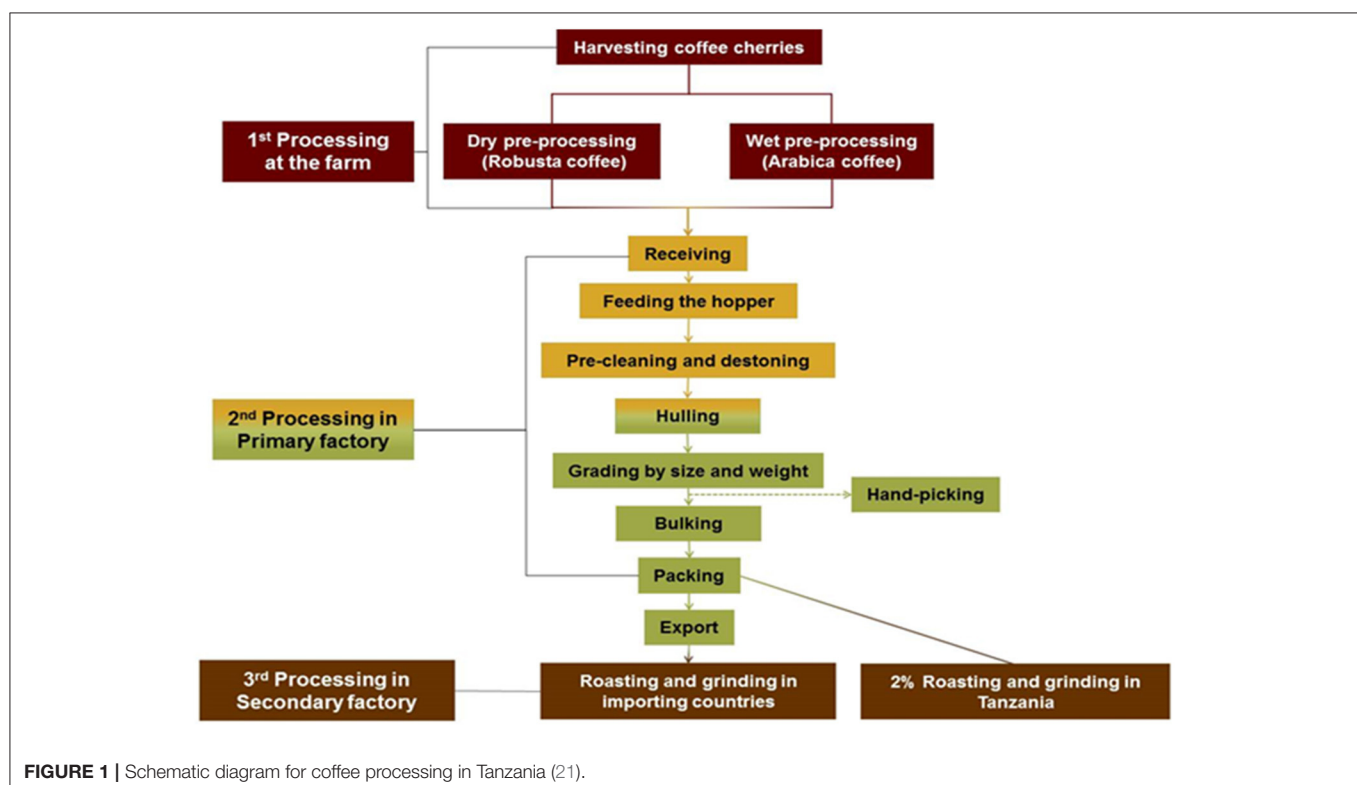 Harvesting coffee cherries
1st Processing
at the farm
Dry pre-processing
(Robusta coffee)
Wet pre-processing
(Arabica coffee)
Receiving
Feeding the hopper
Pre-cleaning and destoning
2nd Processing in
Primary factory
Hulling
Grading by size and weight
Hand-picking
Bulking
Packing
Export
3rd Processing in
Secondary factory
Roasting and grinding in
importing countries
2% Roasting and grinding in
Tanzania
FIGURE 1 | Schematic diagram for coffee processing in Tanzania (21).